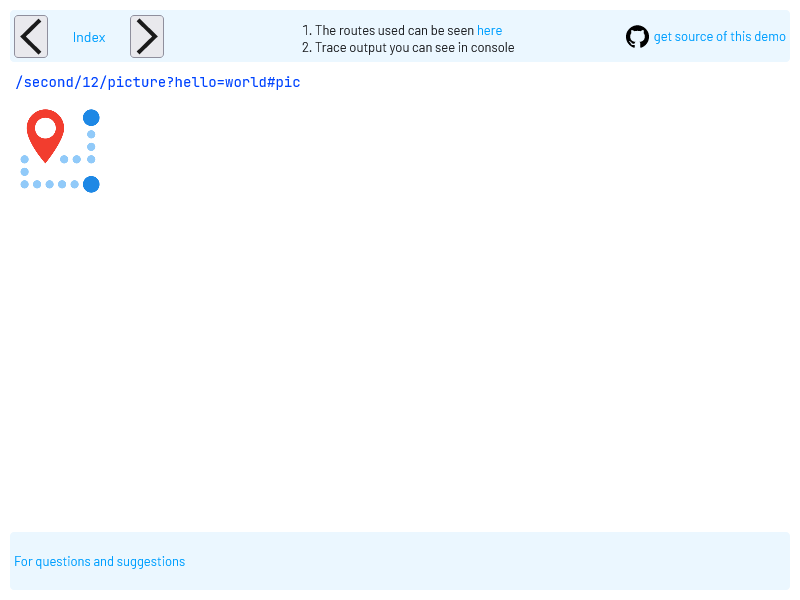 Index
1. The routes used can be seen here
2. Trace output you can see in console
get source of this demo
/second/12/picture?hello=world#pic
For questions and suggestions